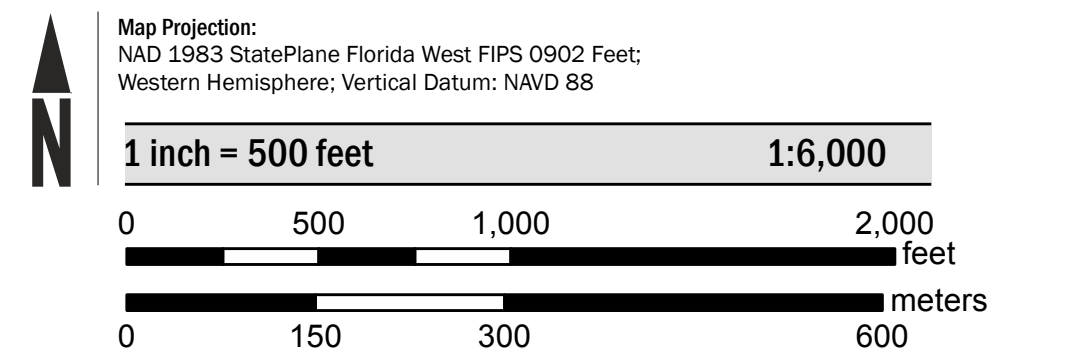 N
Map Projection:
NAD 1983 StatePlane Florida West FIPS 0902 Feet;
Western Hemisphere; Vertical Datum: NAVD 88
1 inch = 500 feet 1:6,000
0 500 1,000 2,000
feet
meters
0 150 300 600